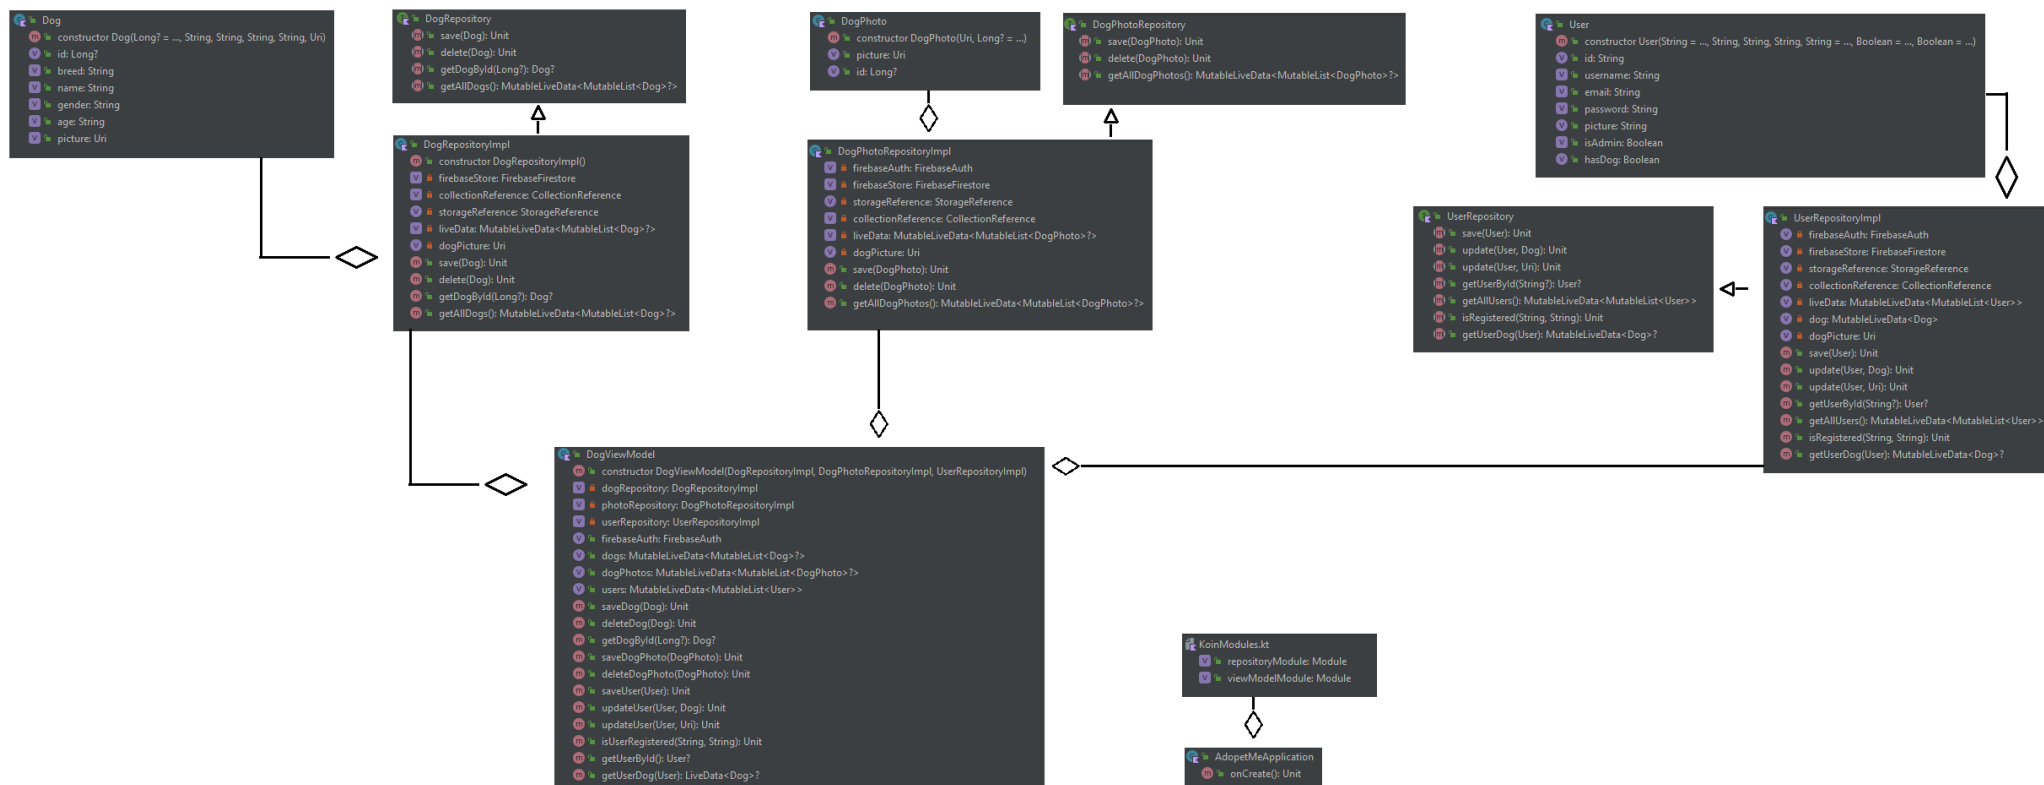 Dog
constructor Dog(Long? = ..., String, String, String, String, Uri)
id: Long?
breed: String
name: String
gender: String
age: String
picture: Uri
DogRepository
save(Dog): Unit
delete(Dog): Unit
getDogById(Long?): Dog?
getAllDogs(): MutableLiveData<MutableList<Dog>?>
DogRepositoryImpl
constructor DogRepositoryImpl()
firebaseStore: FirebaseFirestore
collectionReference: CollectionReference
storageReference: StorageReference
liveData: MutableLiveData<MutableList<Dog>?>
dogPicture: Uri
save(Dog): Unit
delete(Dog): Unit
getDogById(Long?): Dog?
getAllDogs(): MutableLiveData<MutableList<Dog>?>
DogPhoto
constructor DogPhoto(Uri, Long? = ...)
picture: Uri
id: Long?
DogPhotoRepository
save(DogPhoto): Unit
delete(DogPhoto): Unit
getAllDogPhotos(): MutableLiveData<MutableList<DogPhoto>?>
DogPhotoRepositoryImpl
firebaseAuth: FirebaseAuth
firebaseStore: FirebaseFirestore
storageReference: StorageReference
collectionReference: CollectionReference
liveData: MutableLiveData<MutableList<DogPhoto>?>
dogPicture: Uri
save(DogPhoto): Unit
delete(DogPhoto): Unit
getAllDogPhotos(): MutableLiveData<MutableList<DogPhoto>?>
User
constructor User(String = ..., String, String, String, String = ..., Boolean = ..., Boolean = ...)
id: String
username: String
email: String
password: String
picture: String
isAdmin: Boolean
hasDog: Boolean
UserRepository
save(User): Unit
update(User, Dog): Unit
update(User, Uri): Unit
getUserById(String?): User?
getAllUsers(): MutableLiveData<MutableList<User>>
isRegistered(String, String): Unit
getUserDog(User): MutableLiveData<Dog>?
UserRepositoryImpl
firebaseAuth: FirebaseAuth
firebaseStore: FirebaseFirestore
storageReference: StorageReference
collectionReference: CollectionReference
liveData: MutableLiveData<MutableList<User>>
dog: MutableLiveData<Dog>
dogPicture: Uri
save(User): Unit
update(User, Dog): Unit
update(User, Uri): Unit
getUserById(String?): User?
getAllUsers(): MutableLiveData<MutableList<User>>
isRegistered(String, String): Unit
getUserDog(User): MutableLiveData<Dog>?
DogViewModel
constructor DogViewModel(DogRepositoryImpl, DogPhotoRepositoryImpl, UserRepositoryImpl)
dogRepository: DogRepositoryImpl
photoRepository: DogPhotoRepositoryImpl
userRepository: UserRepositoryImpl
firebaseAuth: FirebaseAuth
dogs: MutableLiveData<MutableList<Dog>?>
dogPhotos: MutableLiveData<MutableList<DogPhoto>?>
users: MutableLiveData<MutableList<User>>
saveDog(Dog): Unit
deleteDog(Dog): Unit
getDogById(Long?): Dog?
saveDogPhoto(DogPhoto): Unit
deleteDogPhoto(DogPhoto): Unit
saveUser(User): Unit
updateUser(User, Dog): Unit
updateUser(User, Uri): Unit
isUserRegistered(String, String): Unit
getUserById(): User?
getUserDog(User): LiveData<Dog>?
KoinModules.kt
repositoryModule: Module
viewModelModule: Module
AdopetMeApplication
onCreate(): Unit